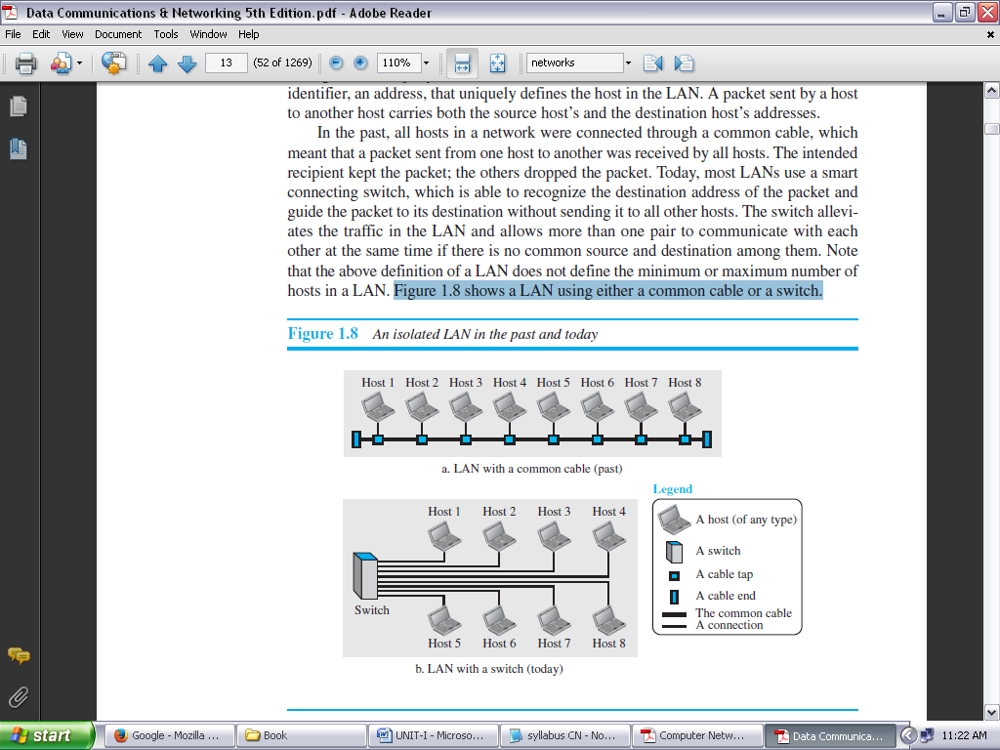 Data Communications & Networking 5th Edition.pdf - Adobe Reader
File Edit View Document Tools Window Help
13 (52 of 1269) 110% networks
identifier, an address, that uniquely defines the host in the LAN. A packet sent by a host
to another host carries both the source host's and the destination host's addresses.
In the past, all hosts in a network were connected through a common cable, which
meant that a packet sent from one host to another was received by all hosts. The intended
recipient kept the packet; the others dropped the packet. Today, most LANs use a smart
connecting switch, which is able to recognize the destination address of the packet and
guide the packet to its destination without sending it to all other hosts. The switch allevi-
ates the traffic in the LAN and allows more than one pair to communicate with each
other at the same time if there is no common source and destination among them. Note
that the above definition of a LAN does not define the minimum or maximum number of
hosts in a LAN. Figure 1.8 shows a LAN using either a common cable or a switch.
Figure 1.8 An isolated LAN in the past and today
Host 1 Host 2 Host 3 Host 4 Host 5 Host 6 Host 7 Host 8
a. LAN with a common cable (past)
Host 1 Host 2 Host 3 Host 4
Switch
Host 5 Host 6 Host 7 Host 8
b. LAN with a switch (today)
Legend
A host (of any type)
A switch
A cable tap
A cable end
The common cable
A connection
start Google - Mozilla ... Book UNIT-I - Microso... syllabus CN - No... Computer Netw... Data Communica... 11:22 AM